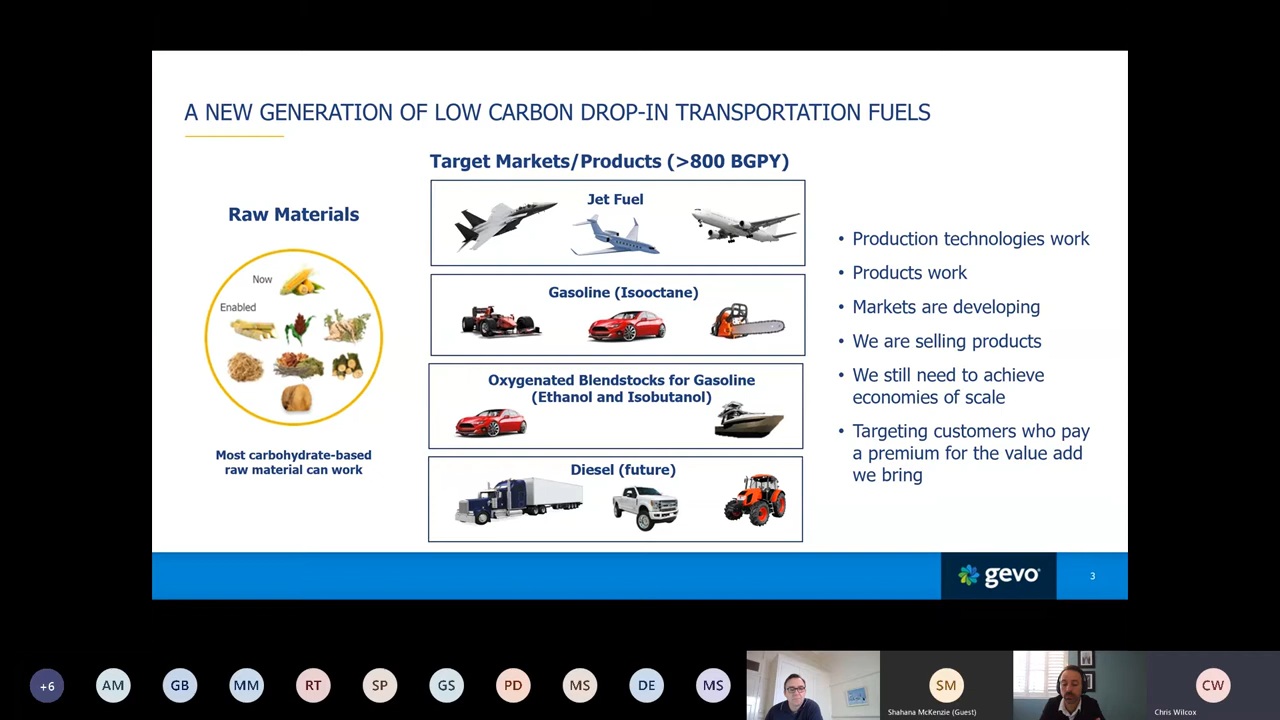 A NEW GENERATION OF LOW CARBON DROP-IN TRANSPORTATION FUELS
Target Markets/Products (>800 BGPY)
Raw Materials
Now
Enabled
Most carbohydrate-based
raw material can work
Jet Fuel
Gasoline (Isooctane)
Oxygenated Blendstocks for Gasoline
(Ethanol and Isobutanol)
Diesel (future)
• Production technologies work
• Products work
• Markets are developing
• We are selling products
• We still need to achieve
economies of scale
• Targeting customers who pay
a premium for the value add
we bring
gevo
3
+6
AM
GB
MM
RT
SP
GS
PD
MS
DE
MS
SM
Shahana McKenzie (Guest)
CW
Chris Wilcox